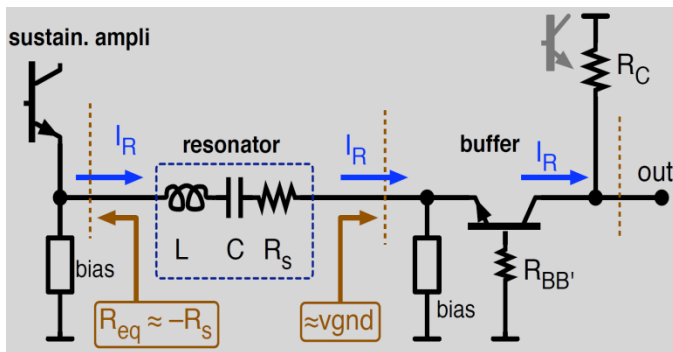 sustain. ampli
I_R
resonator
I_R
buffer
I_R
R_C
out
L
C
R_s
bias
bias
R_BB'
R_eq ≈ –R_s
≈vgnd